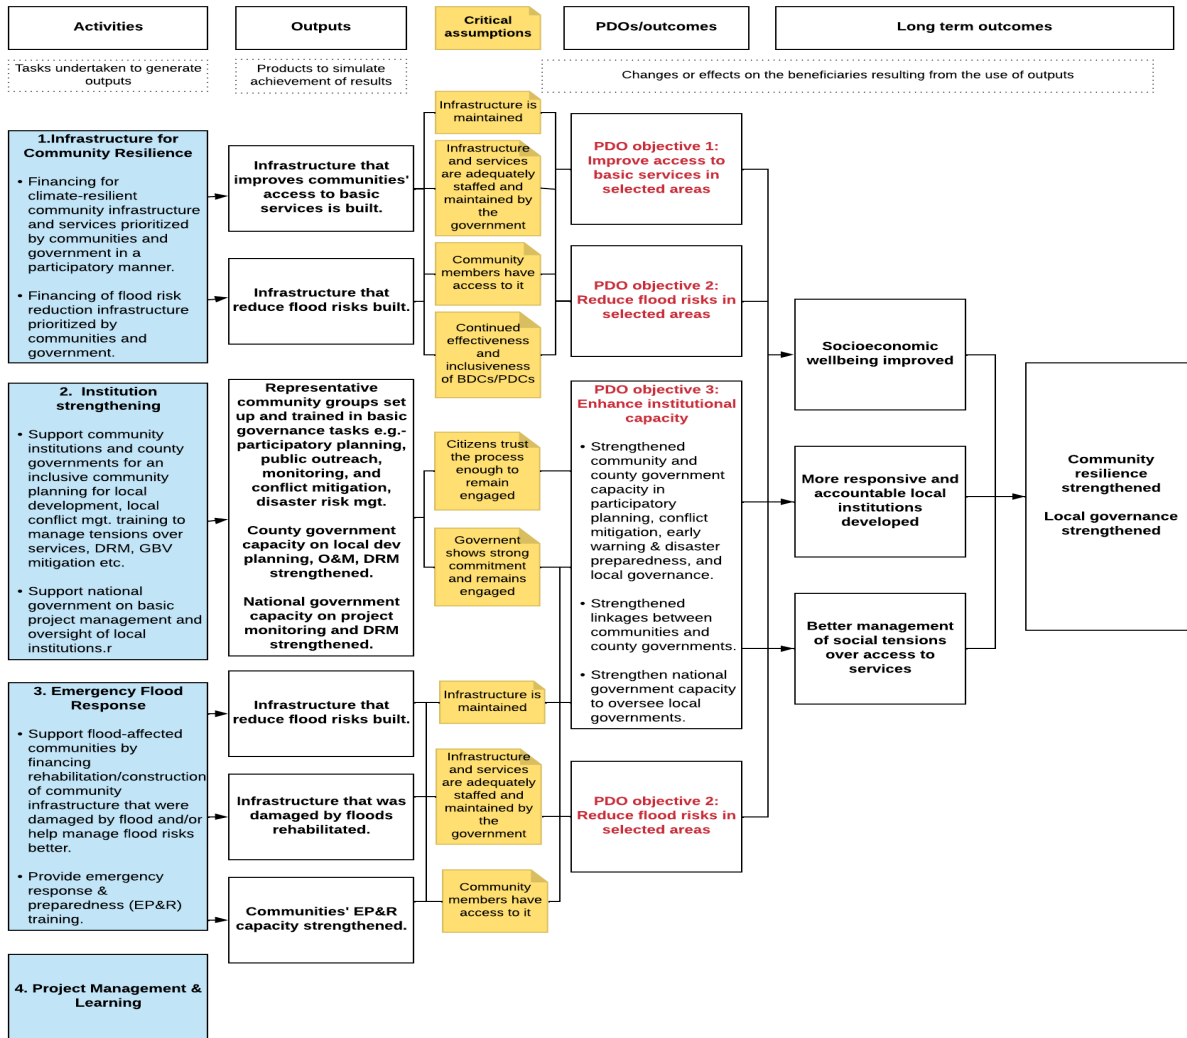 Activities
Outputs
Critical
assumptions
PDOs/outcomes
Long term outcomes
Tasks undertaken to generate
outputs
Products to simulate
achievement of results
Changes or effects on the beneficiaries resulting from the use of outputs
1.Infrastructure for
Community Resilience
• Financing for
climate-resilient
community infrastructure
and services prioritized
by communities and
government in a
participatory manner.
• Financing of flood risk
reduction infrastructure
prioritized by
communities and
government.
Infrastructure that
improves communities'
access to basic
services is built.
Infrastructure that
reduce flood risks built.
Infrastructure is
maintained
Infrastructure
and services
are adequately
staffed and
maintained by
the
government
Community
members have
access to it
Continued
effectiveness
and
inclusiveness
of BDCs/PDCs
PDO objective 1:
Improve access to
basic services in
selected areas
PDO objective 2:
Reduce flood risks in
selected areas
2. Institution
strengthening
• Support community
institutions and county
governments for an
inclusive community
planning for local
development, local
conflict mgt. training to
manage tensions over
services, DRM, GBV
mitigation etc.
• Support national
government on basic
project management and
oversight of local
institutions.r
Representative
community groups set
up and trained in basic
governance tasks e.g.-
participatory planning,
public outreach,
monitoring, and
conflict mitigation,
disaster risk mgt.
County government
capacity on local dev
planning, O&M, DRM
strengthened.
National government
capacity on project
monitoring and DRM
strengthened.
Citizens trust
the process
enough to
remain
engaged
Governent
shows strong
commitment
and remains
engaged
PDO objective 3:
Enhance institutional
capacity
• Strengthened
community and
county government
capacity in
participatory
planning, conflict
mitigation, early
warning & disaster
preparedness, and
local governance.
• Strengthened
linkages between
communities and
county governments.
• Strengthen national
government capacity
to oversee local
governments.
3. Emergency Flood
Response
• Support flood-affected
communities by
financing
rehabilitation/construction
of community
infrastructure that were
damaged by flood and/or
help manage flood risks
better.
• Provide emergency
response &
preparedness (EP&R)
training.
Infrastructure that
reduce flood risks built.
Infrastructure that was
damaged by floods
rehabilitated.
Communities' EP&R
capacity strengthened.
Infrastructure is
maintained
Infrastructure
and services
are adequately
staffed and
maintained by
the
government
Community
members have
access to it
PDO objective 2:
Reduce flood risks in
selected areas
Socioeconomic
wellbeing improved
More responsive and
accountable local
institutions
developed
Better management
of social tensions
over access to
services
Community
resilience
strengthened
Local governance
strengthened
4. Project Management &
Learning